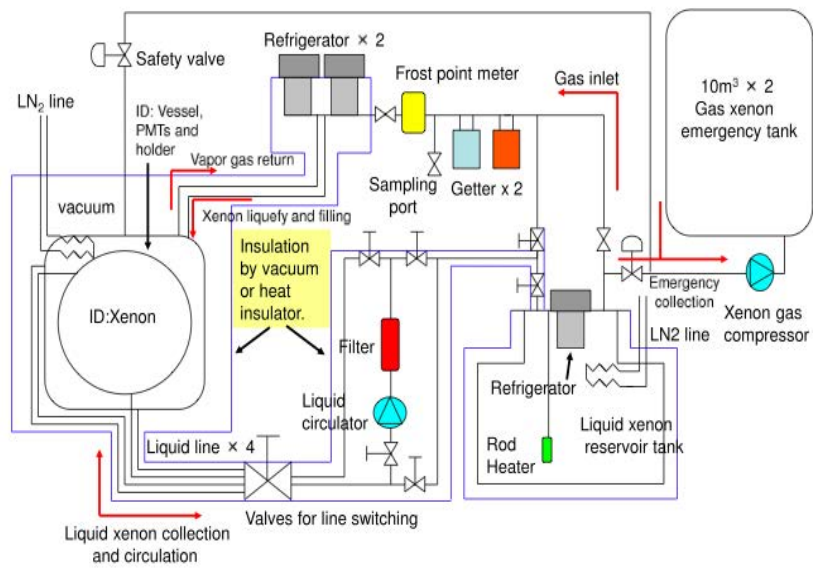 Refrigerator × 2
Safety valve
Frost point meter
Gas inlet
10m³ × 2
Gas xenon
emergency tank
LN₂ line
ID: Vessel,
PMTs and
holder
Vapor gas return
Sampling
port
Getter x 2
vacuum
Xenon liquefy and filling
Insulation
by vacuum
or heat
insulator.
Emergency
collection
Xenon gas
compressor
ID:Xenon
LN2 line
Filter
Refrigerator
Liquid
circulator
Liquid xenon
reservoir tank
Liquid line × 4
Rod
Heater
Valves for line switching
Liquid xenon collection
and circulation